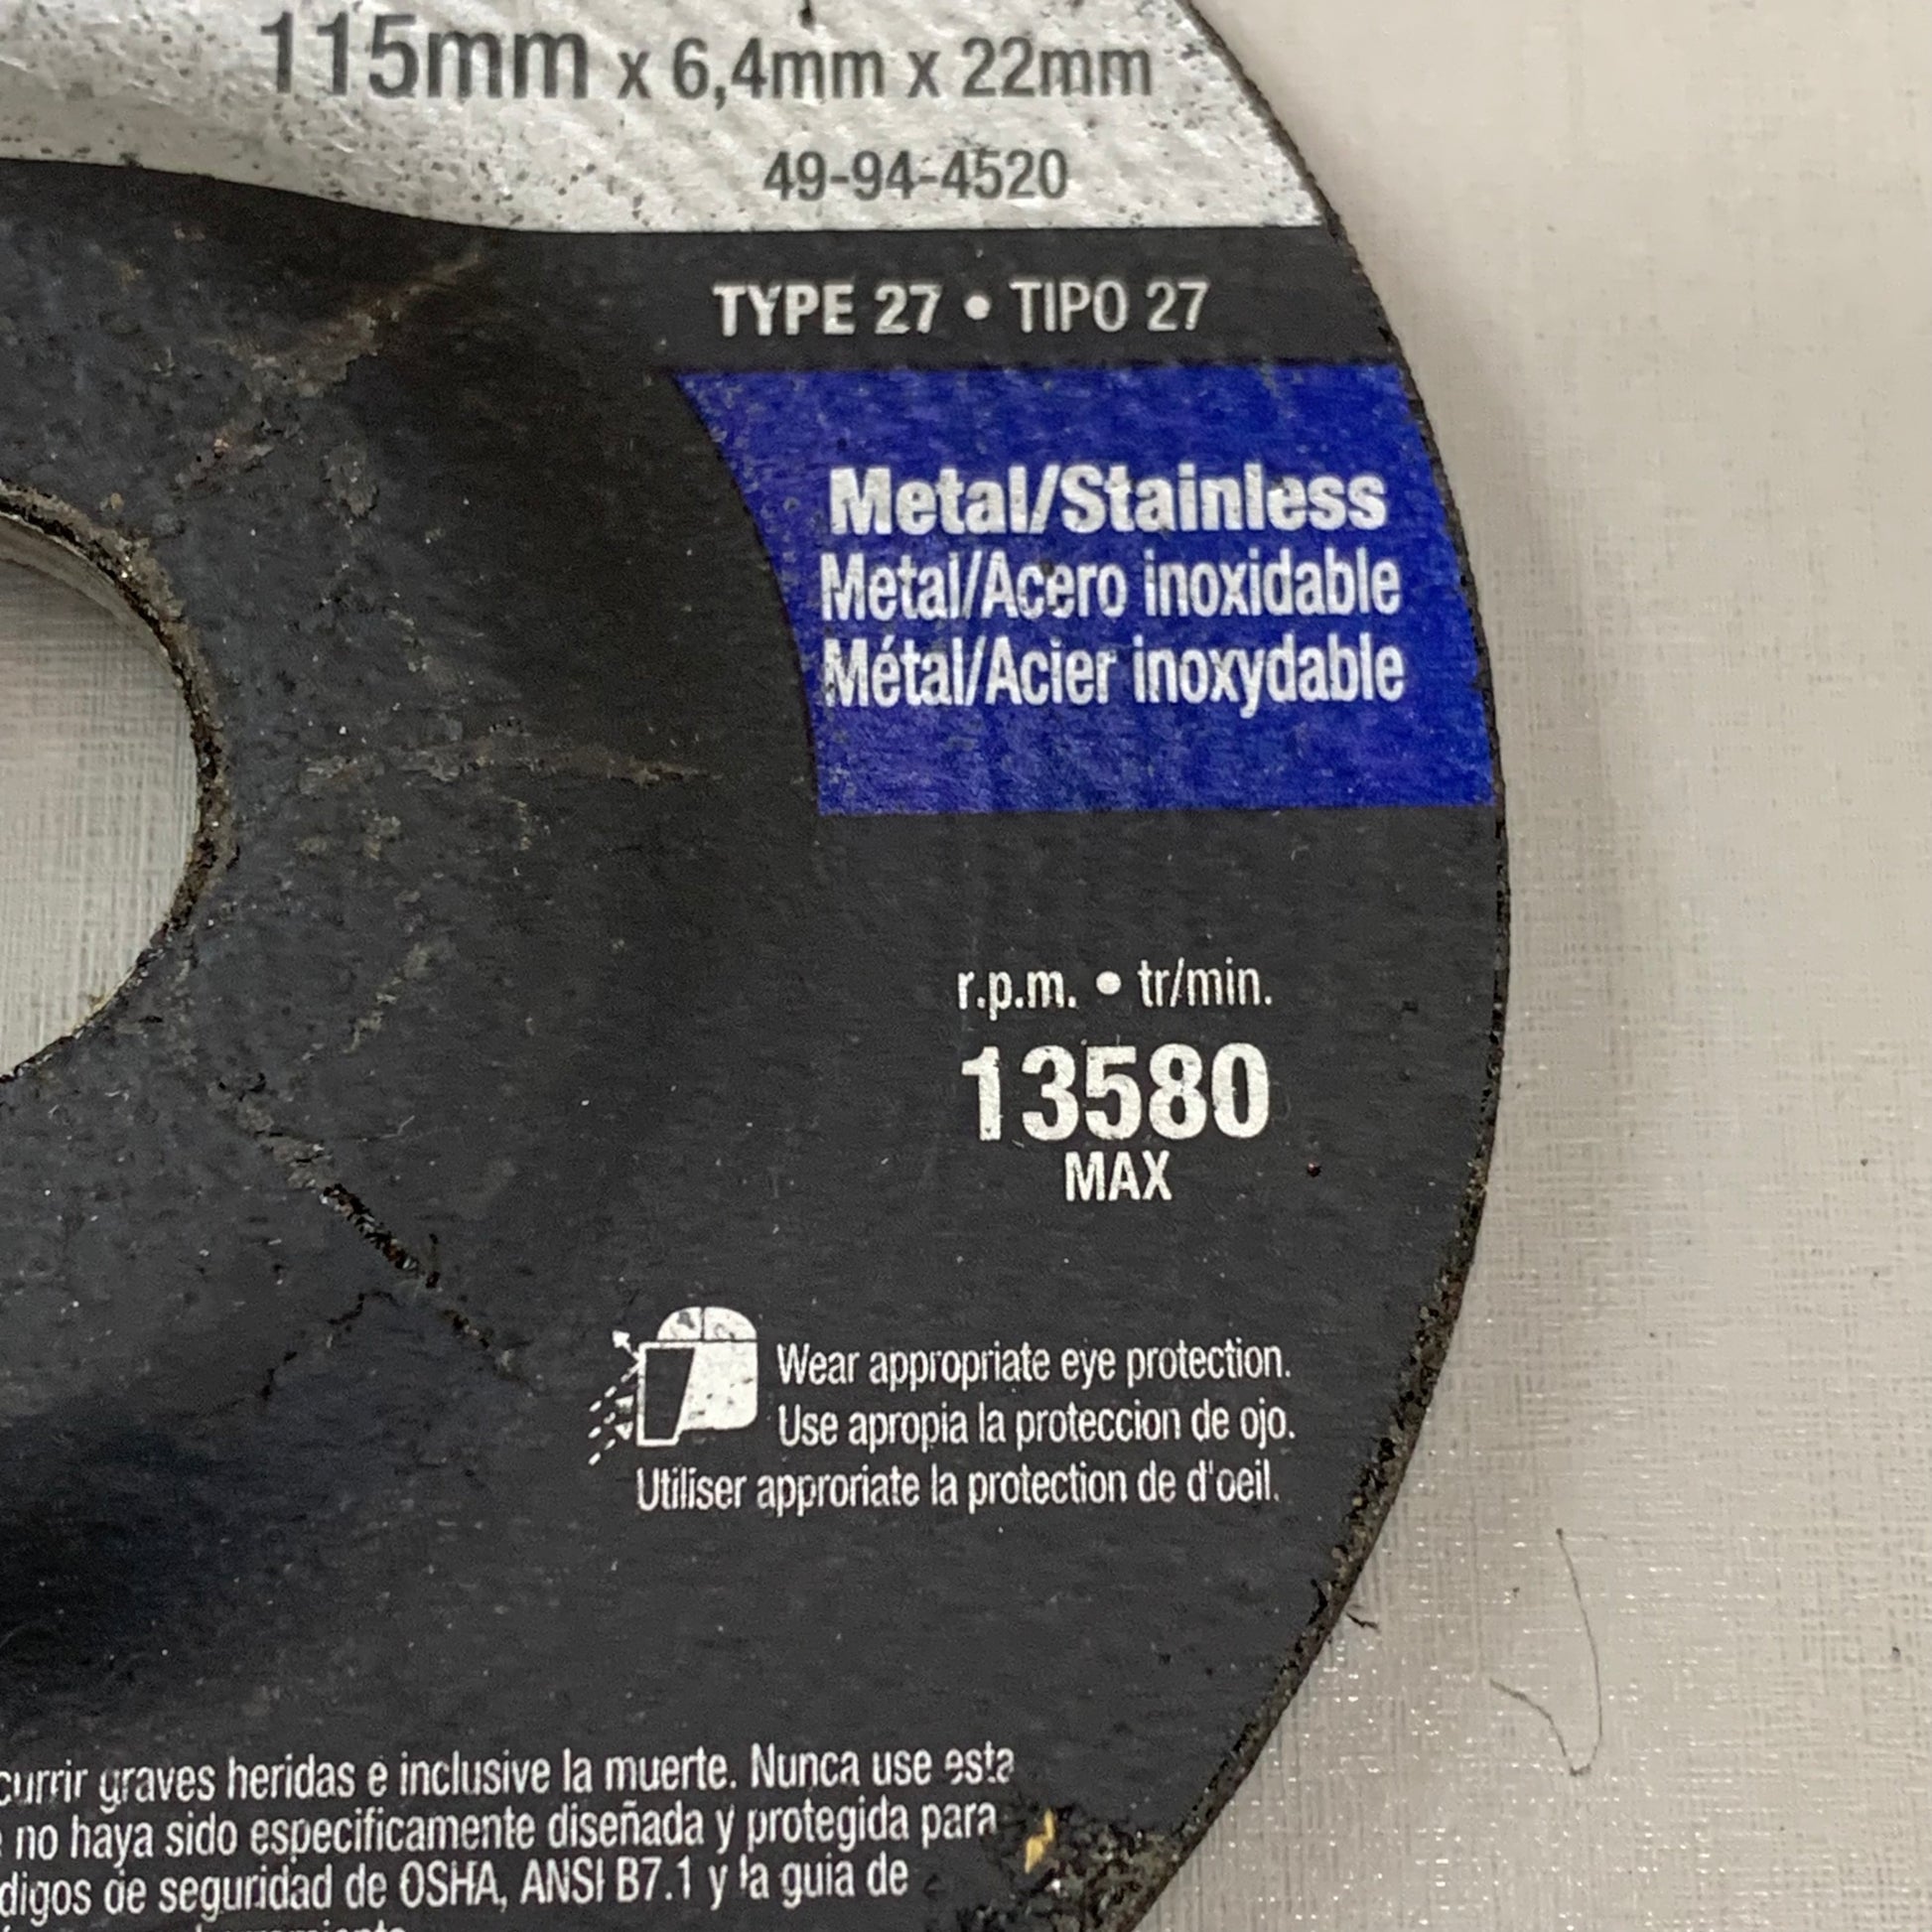 115mm x 6,4mm x 22mm
49-94-4520
TYPE 27 • TIPO 27
Metal/Stainless
Metal/Acero inoxidable
Métal/Acier inoxydable
r.p.m. • tr/min.
13580
MAX
Wear appropriate eye protection.
Use apropia la proteccion de ojo.
Utiliser approriate la protection de d'oeil.
currir graves heridas e inclusive la muerte. Nunca use esta
no haya sido especificamente diseñada y protegida para
digos de seguridad de OSHA, ANSI B7.1 y la guia de